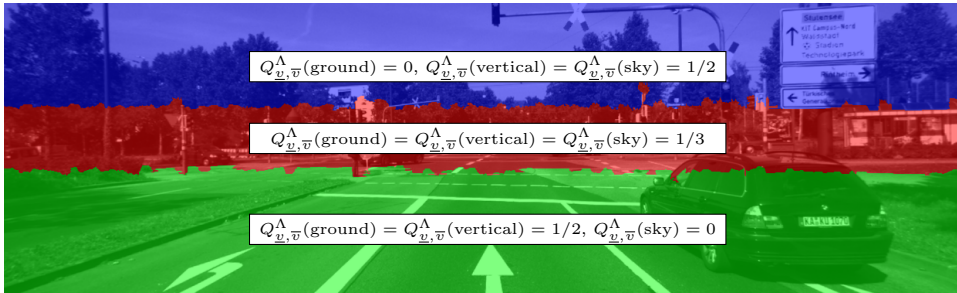 Stutensee
KIT Campus-Nord
Waldstadt
Stadion
Technologiepark
Q^Λ_{v̲,v̅}(ground) = 0, Q^Λ_{v̲,v̅}(vertical) = Q^Λ_{v̲,v̅}(sky) = 1/2
Q^Λ_{v̲,v̅}(ground) = Q^Λ_{v̲,v̅}(vertical) = Q^Λ_{v̲,v̅}(sky) = 1/3
Q^Λ_{v̲,v̅}(ground) = Q^Λ_{v̲,v̅}(vertical) = 1/2, Q^Λ_{v̲,v̅}(sky) = 0